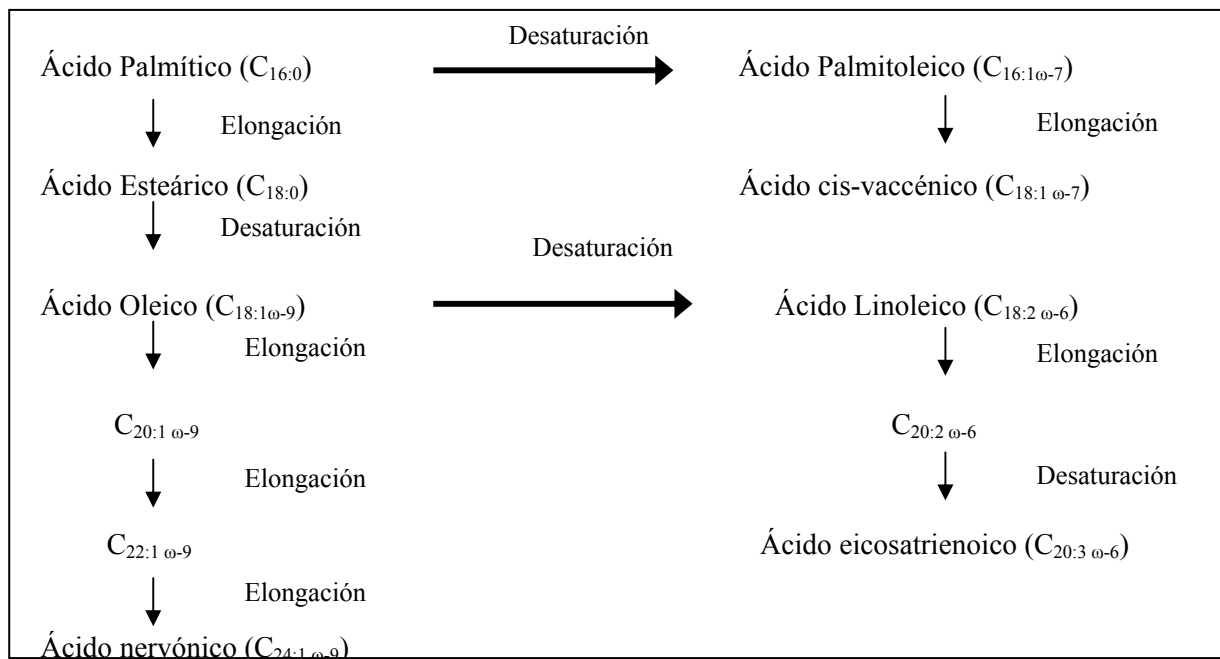 Desaturación
Ácido Palmítico (C16:0) Ácido Palmitoleico (C16:1ω-7)
Elongación Elongación
Ácido Esteárico (C18:0) Ácido cis-vaccénico (C18:1 ω-7)
Desaturación
Desaturación
Ácido Oleico (C18:1ω-9) Ácido Linoleico (C18:2 ω-6)
Elongación Elongación
C20:1 ω-9 C20:2 ω-6
Elongación Desaturación
C22:1 ω-9 Ácido eicosatrienoico (C20:3 ω-6)
Elongación
Ácido nervónico (C24:1 ω-9)